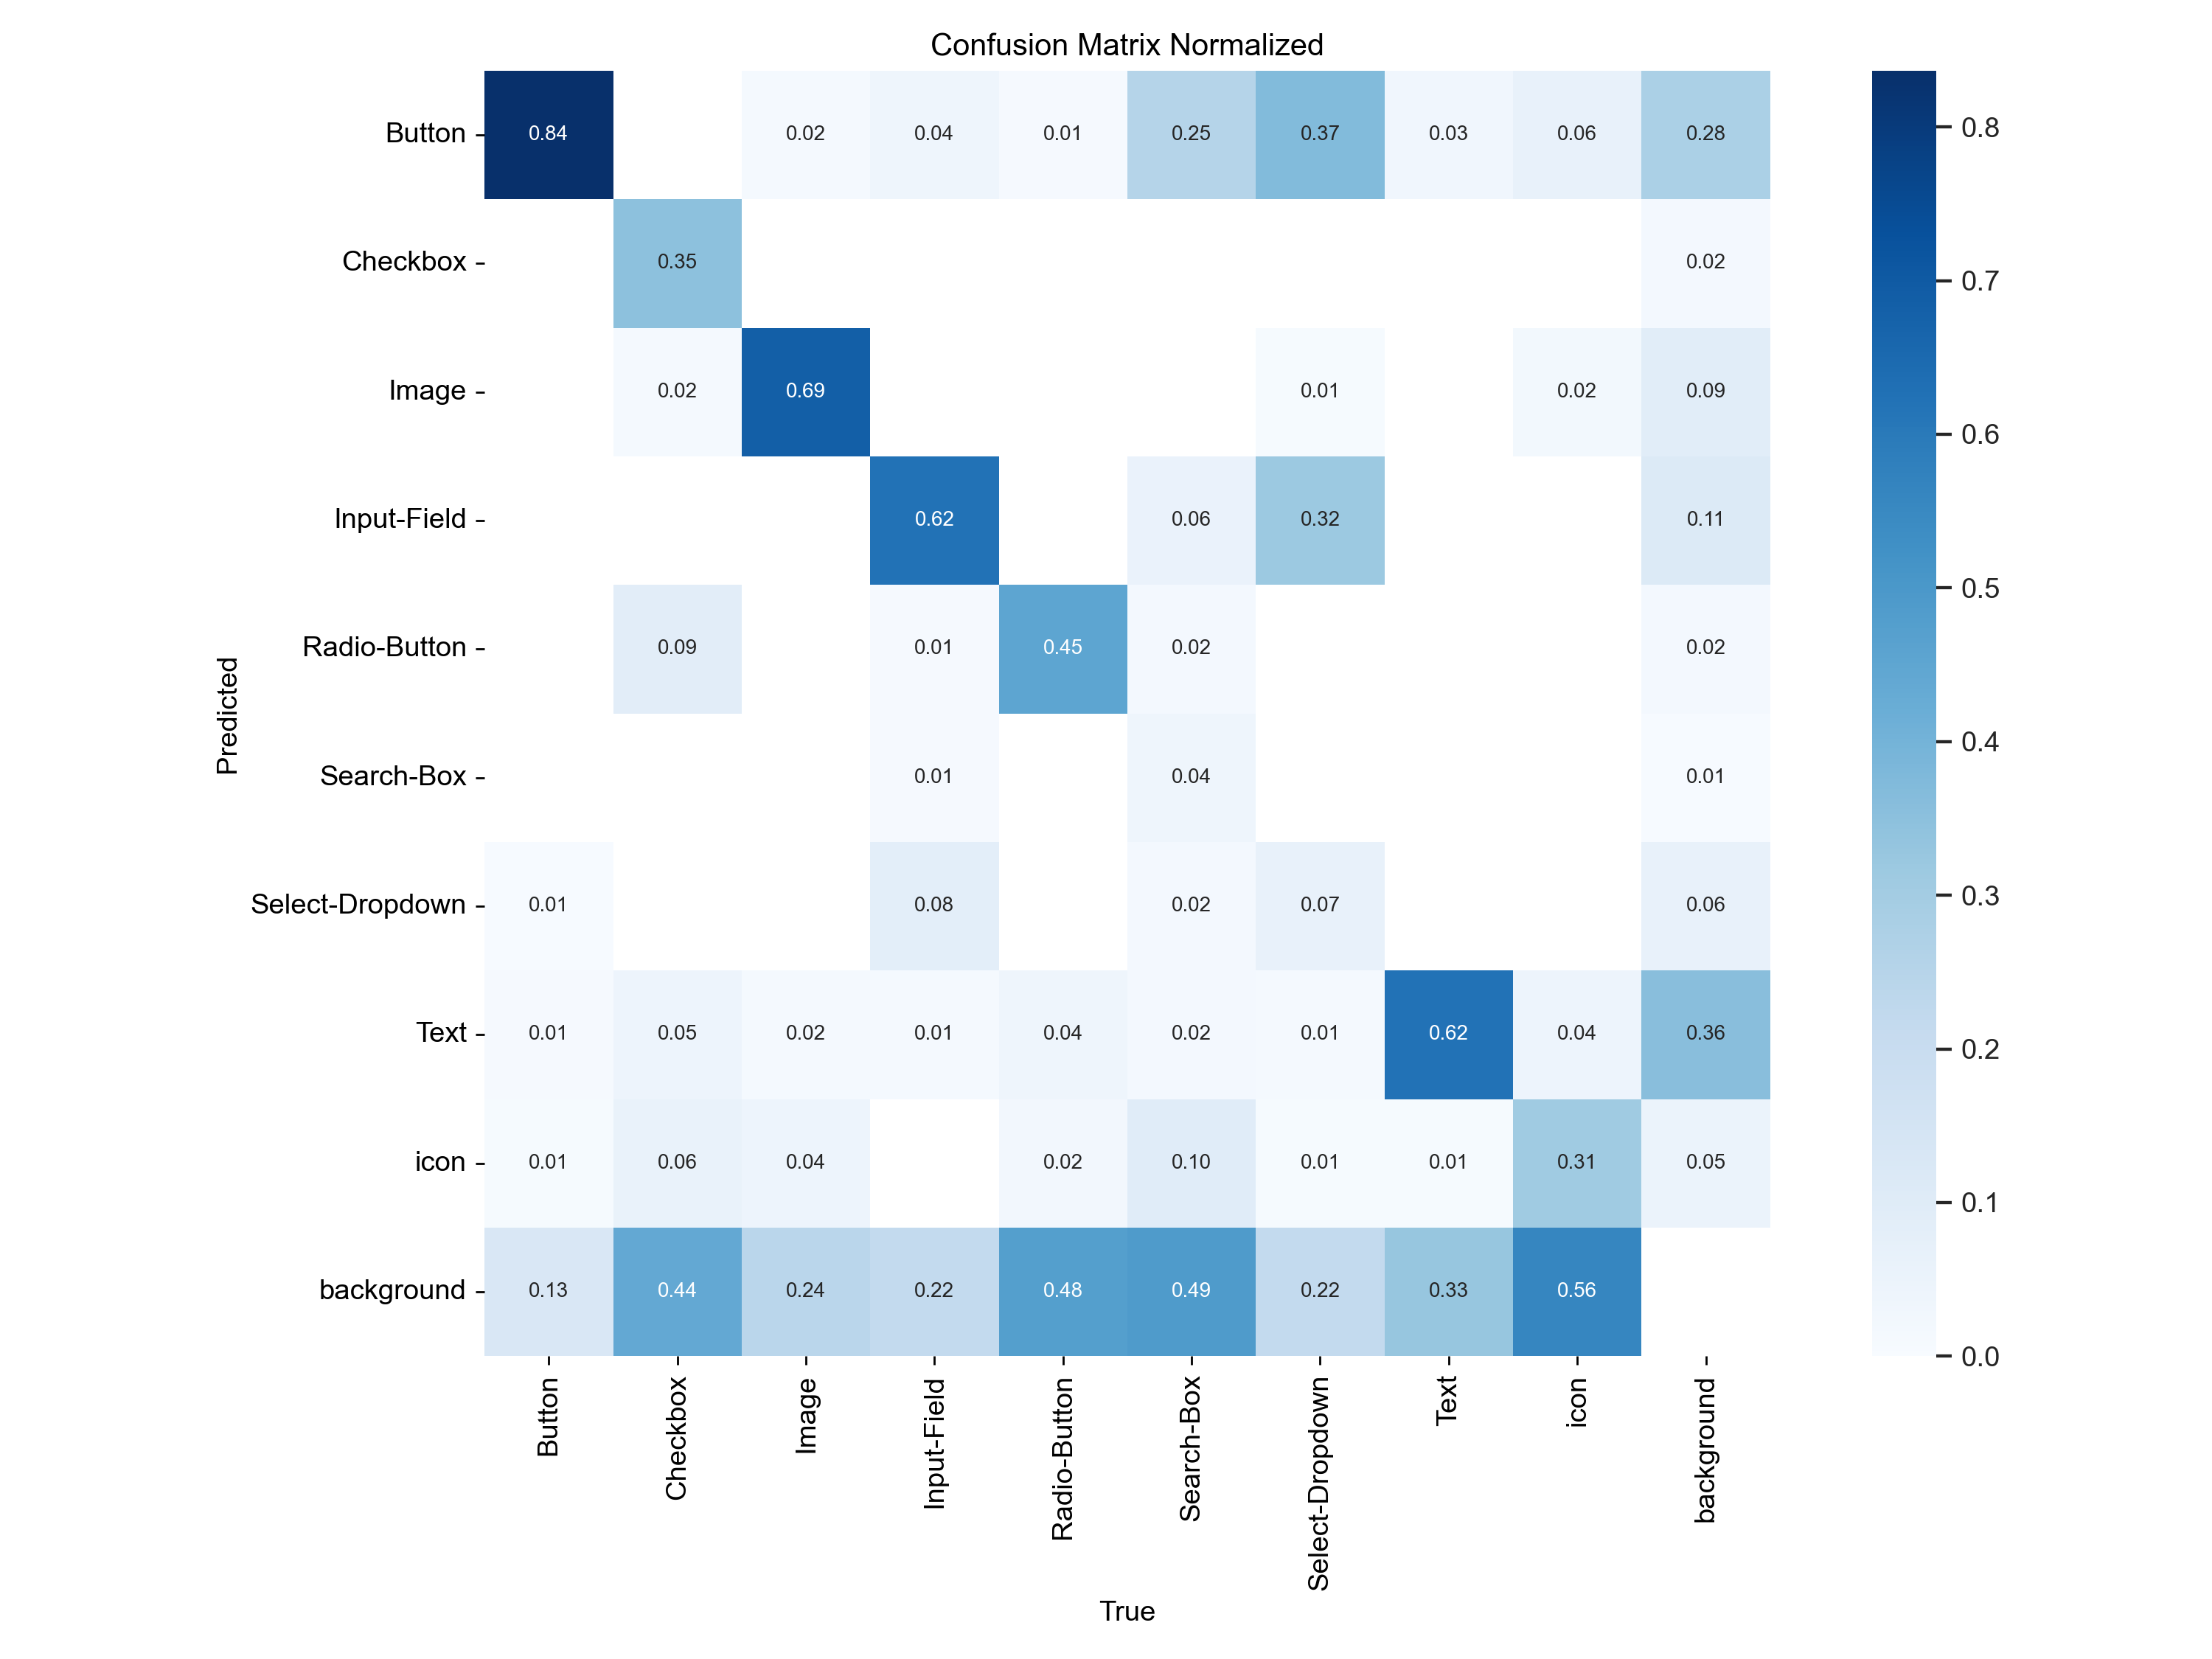 Confusion Matrix Normalized
Button 0.84 0.02 0.04 0.01 0.25 0.37 0.03 0.06 0.28
Checkbox 0.35 0.02
Image 0.02 0.69 0.01 0.02 0.09
Input-Field 0.62 0.06 0.32 0.11
Radio-Button 0.09 0.01 0.45 0.02 0.02
Search-Box 0.01 0.04 0.01
Select-Dropdown 0.01 0.08 0.02 0.07 0.06
Text 0.01 0.05 0.02 0.01 0.04 0.02 0.01 0.62 0.04 0.36
icon 0.01 0.06 0.04 0.02 0.10 0.01 0.01 0.31 0.05
background 0.13 0.44 0.24 0.22 0.48 0.49 0.22 0.33 0.56
Predicted
Button Checkbox Image Input-Field Radio-Button Search-Box Select-Dropdown Text icon background
True
0.8
0.7
0.6
0.5
0.4
0.3
0.2
0.1
0.0